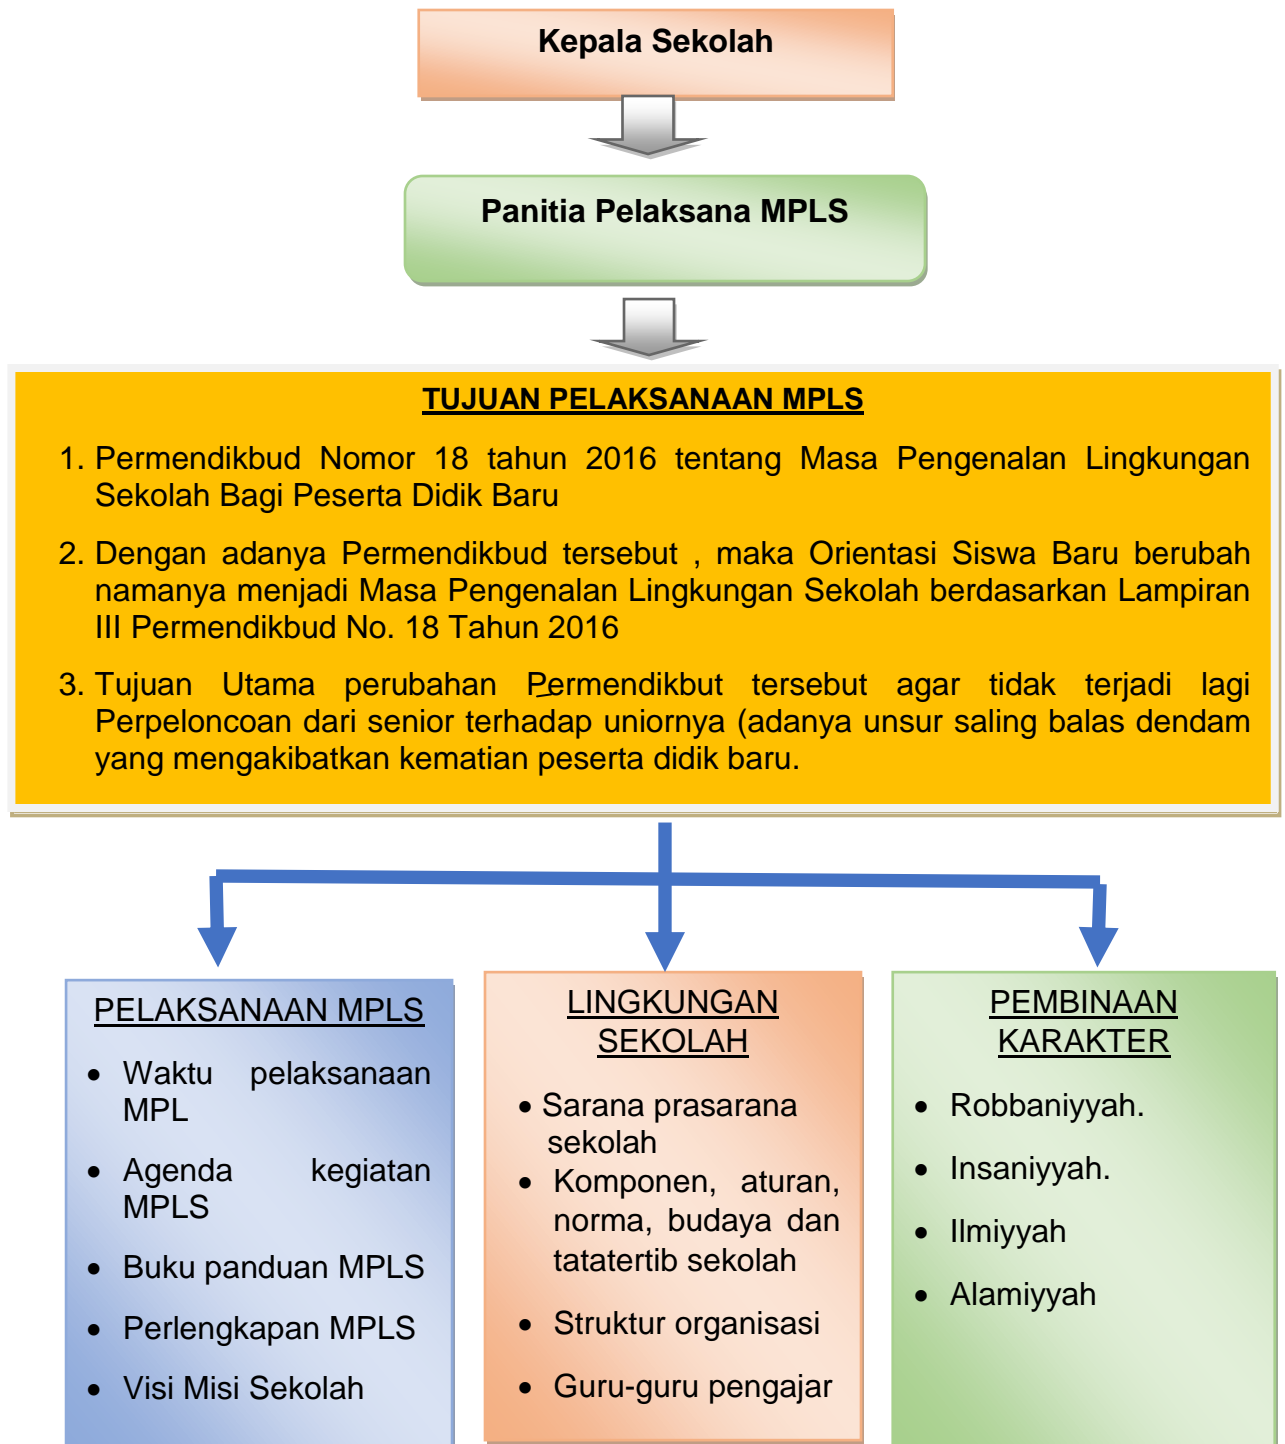 Kepala Sekolah
Panitia Pelaksana MPLS
TUJUAN PELAKSANAAN MPLS
1. Permendikbud Nomor 18 tahun 2016 tentang Masa Pengenalan Lingkungan
Sekolah Bagi Peserta Didik Baru
2. Dengan adanya Permendikbud tersebut , maka Orientasi Siswa Baru berubah
namanya menjadi Masa Pengenalan Lingkungan Sekolah berdasarkan Lampiran
III Permendikbud No. 18 Tahun 2016
3. Tujuan Utama perubahan Permendikbut tersebut agar tidak terjadi lagi
Perpeloncoan dari senior terhadap uniornya (adanya unsur saling balas dendam
yang mengakibatkan kematian peserta didik baru.
PELAKSANAAN MPLS
• Waktu pelaksanaan
MPL
• Agenda kegiatan
MPLS
• Buku panduan MPLS
• Perlengkapan MPLS
• Visi Misi Sekolah
LINGKUNGAN
SEKOLAH
• Sarana prasarana
sekolah
• Komponen, aturan,
norma, budaya dan
tatatertib sekolah
• Struktur organisasi
• Guru-guru pengajar
PEMBINAAN
KARAKTER
• Robbaniyyah.
• Insaniyyah.
• Ilmiyyah
• Alamiyyah